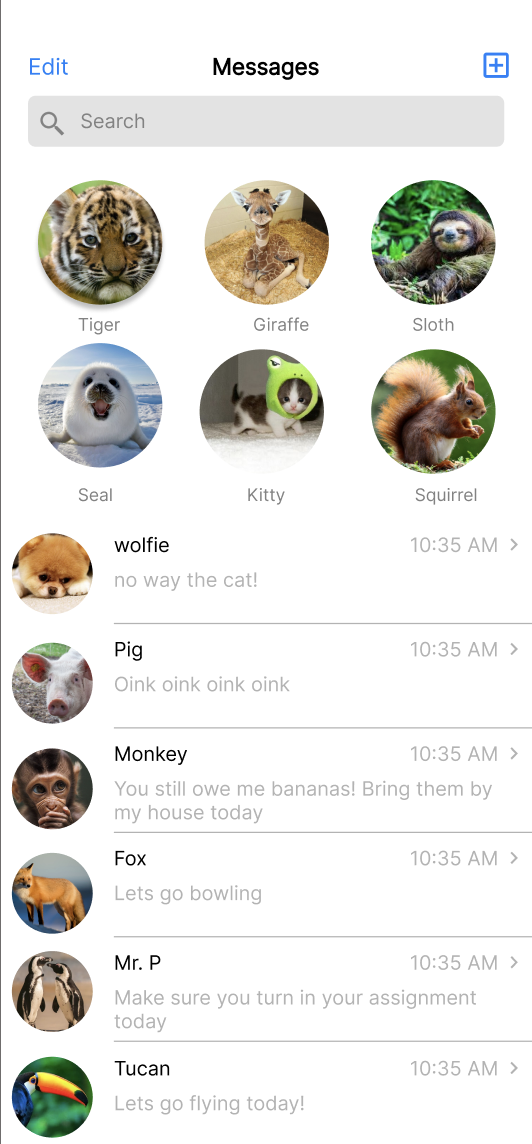 Edit Messages
Search
Tiger Giraffe Sloth
Seal Kitty Squirrel
wolfie 10:35 AM
no way the cat!
Pig 10:35 AM
Oink oink oink oink
Monkey 10:35 AM
You still owe me bananas! Bring them by
my house today
Fox 10:35 AM
Lets go bowling
Mr. P 10:35 AM
Make sure you turn in your assignment
today
Tucan 10:35 AM
Lets go flying today!